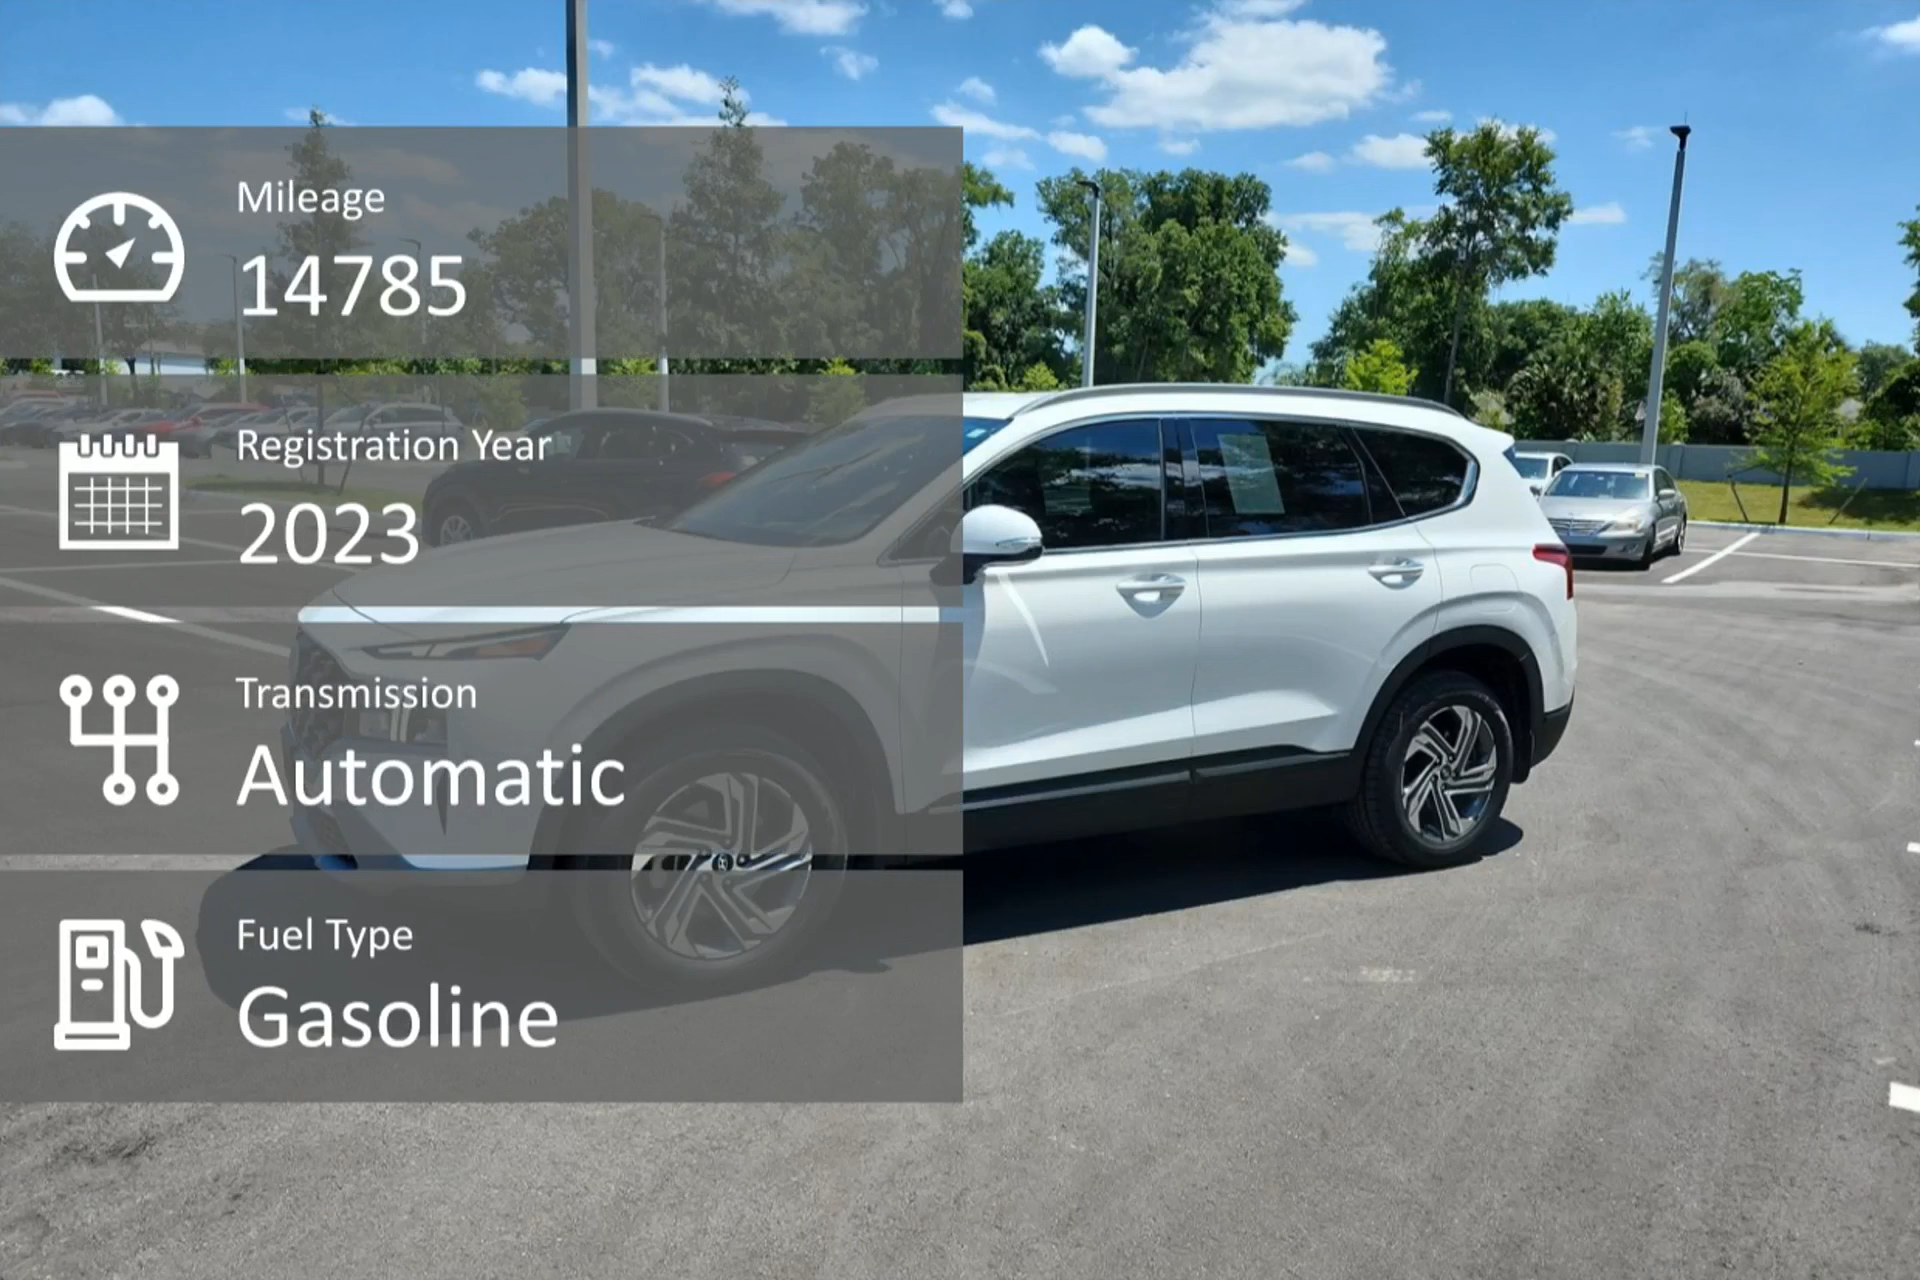 Mileage
14785
Registration Year
2023
Transmission
Automatic
Fuel Type
Gasoline